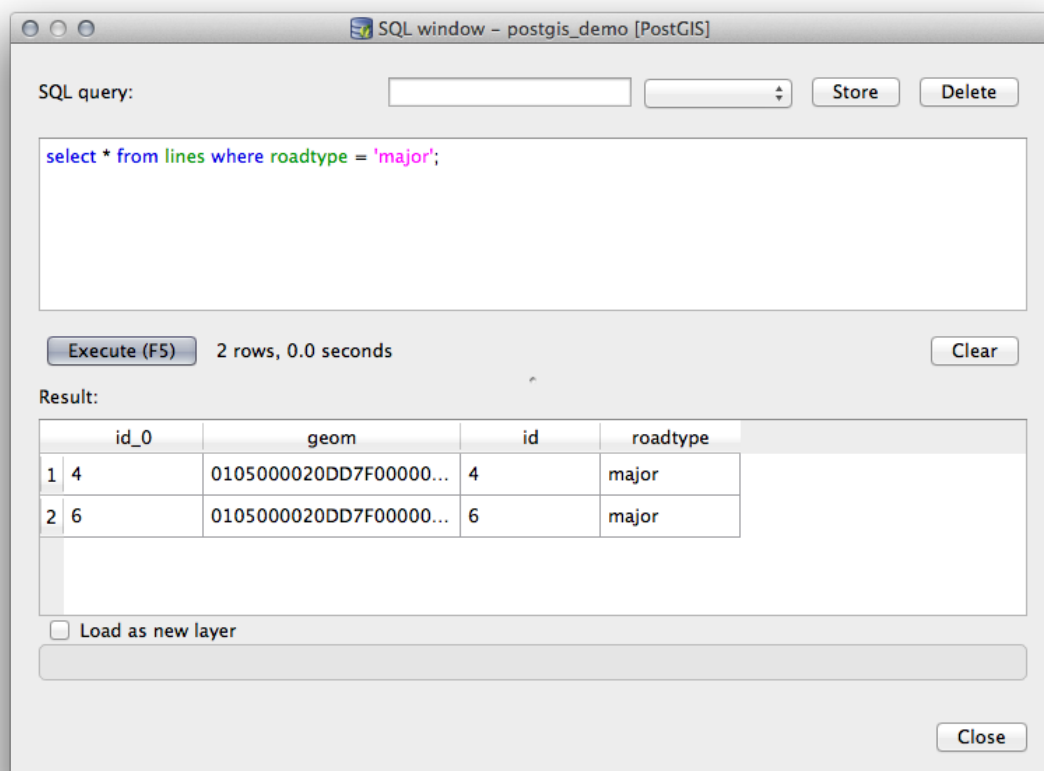 SQL window – postgis_demo [PostGIS]
SQL query:
Store
Delete
select * from lines where roadtype = 'major';
Execute (F5)
2 rows, 0.0 seconds
Clear
Result:
id_0 geom id roadtype
1 4 0105000020DD7F00000... 4 major
2 6 0105000020DD7F00000... 6 major
Load as new layer
Close